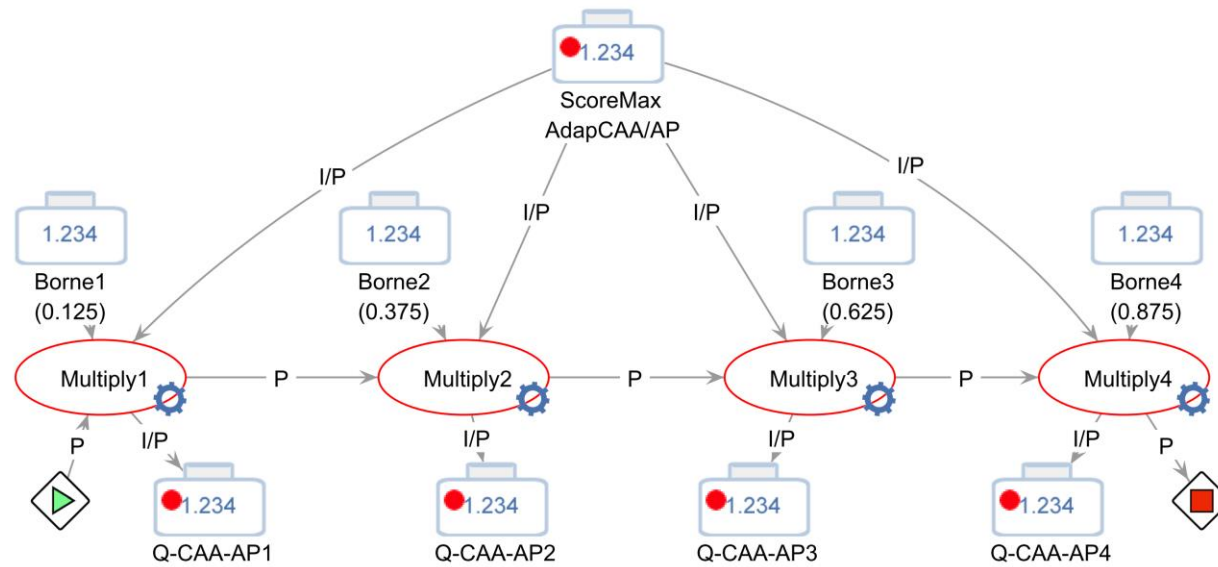 1.234
ScoreMax
AdapCAA/AP
I/P
I/P
I/P
I/P
1.234
1.234
1.234
1.234
Borne1
(0.125)
Borne2
(0.375)
Borne3
(0.625)
Borne4
(0.875)
Multiply1
P
Multiply2
P
Multiply3
P
Multiply4
P
I/P
I/P
I/P
I/P
P
1.234
1.234
1.234
1.234
Q-CAA-AP1
Q-CAA-AP2
Q-CAA-AP3
Q-CAA-AP4